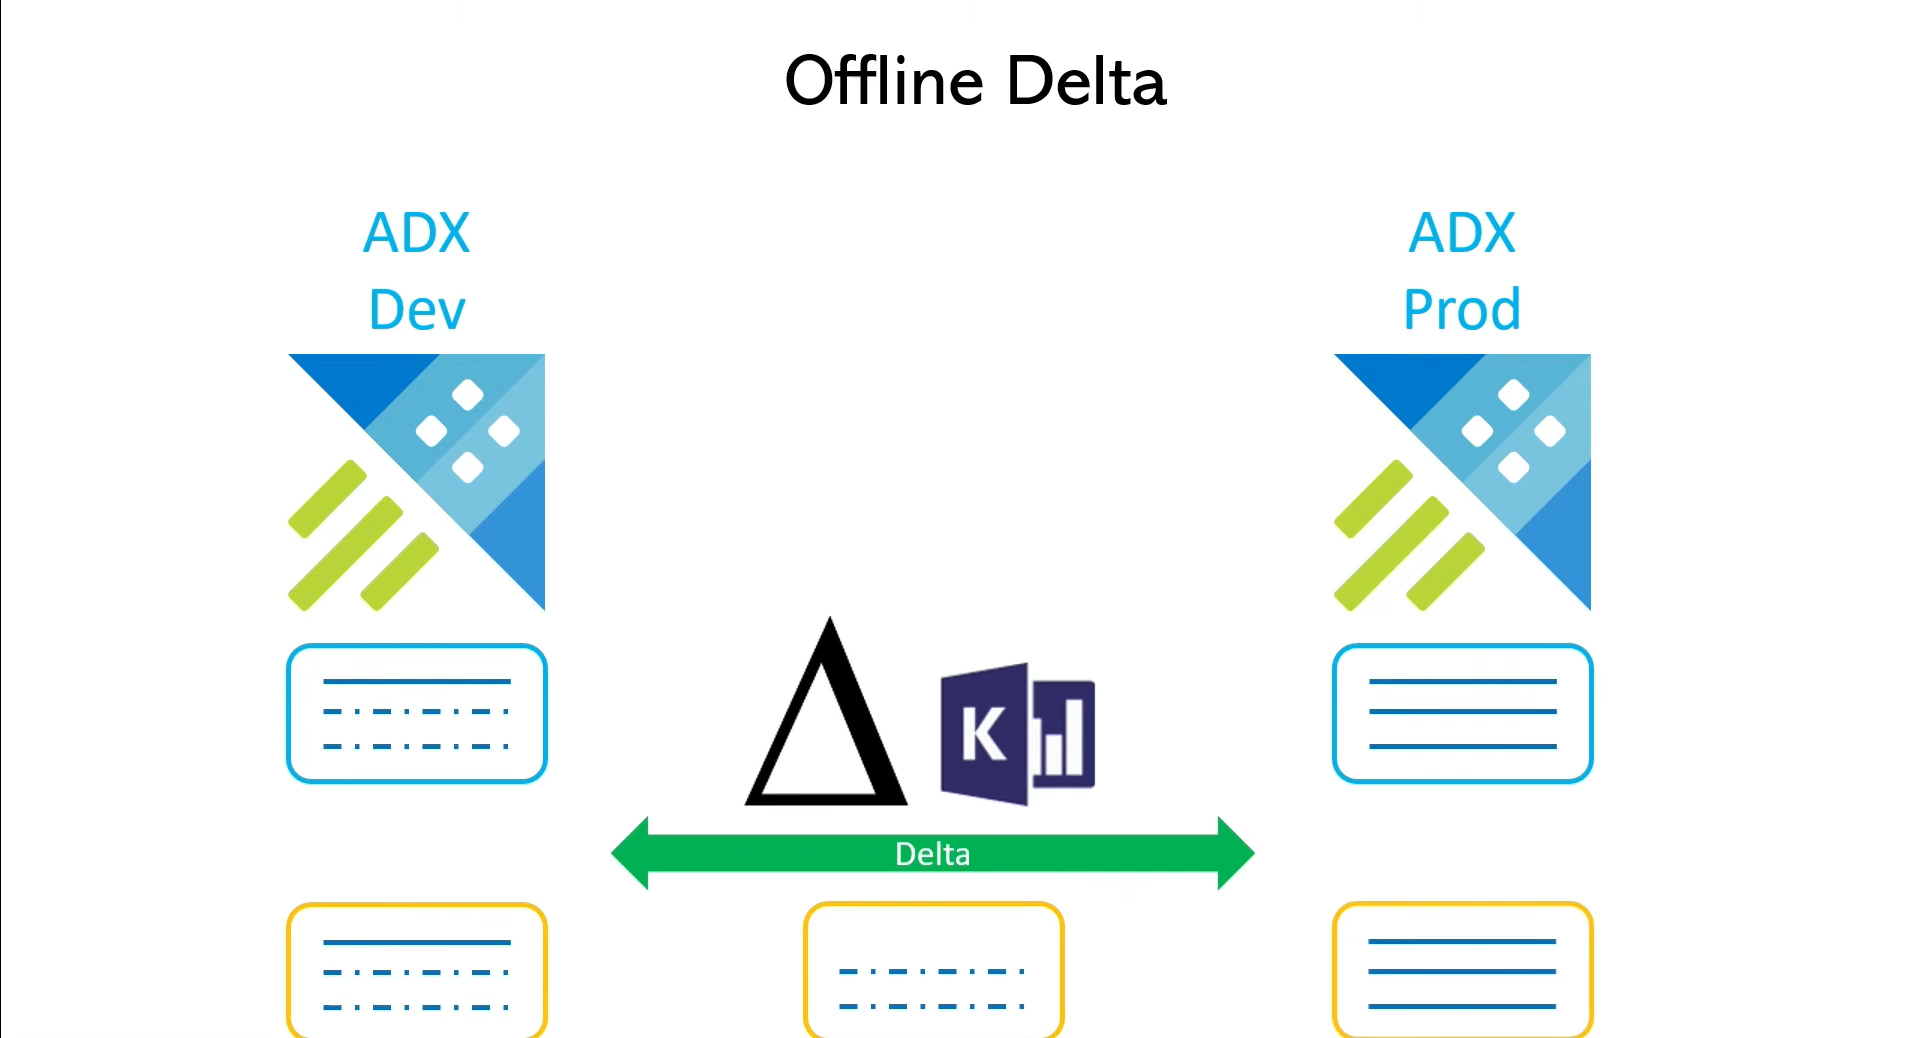 Offline Delta
ADX
Dev
ADX
Prod
Δ
K
Delta